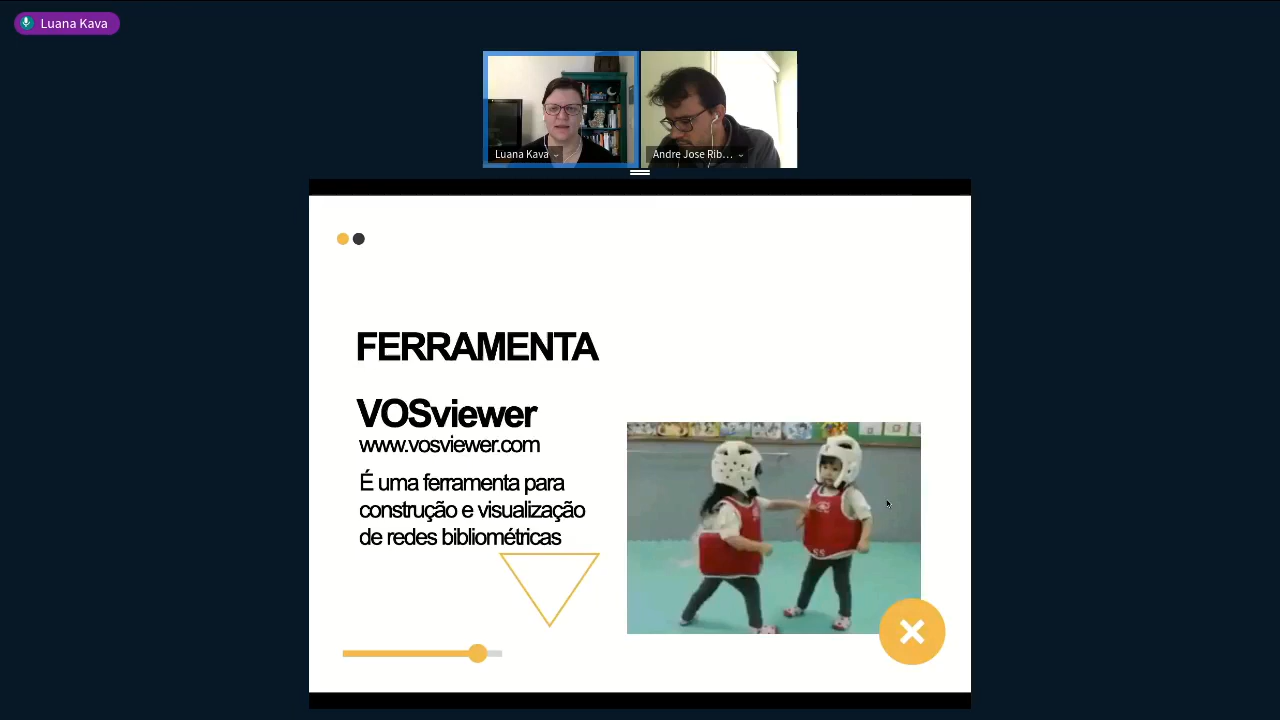 Luana Kava
Luana Kava
Andre Jose Rib...
FERRAMENTA
VOSviewer
www.vosviewer.com
É uma ferramenta para
construção e visualização
de redes bibliométricas
SS